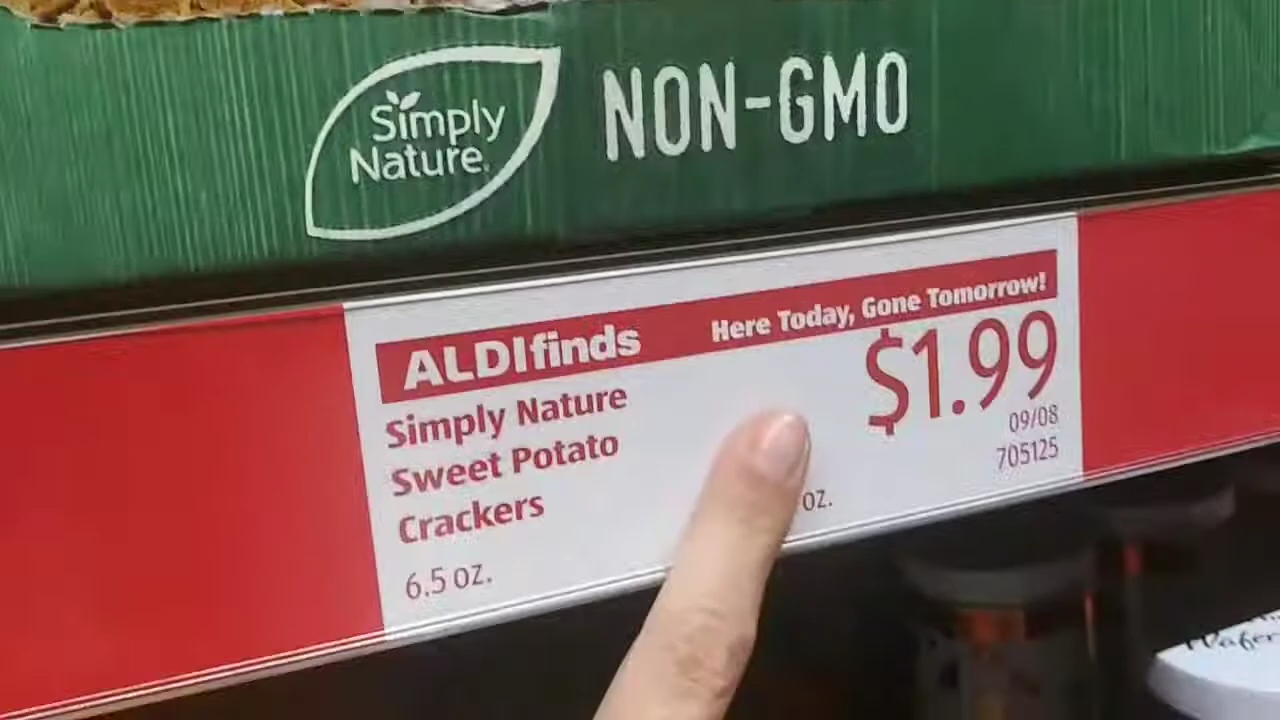 Simply
Nature.
NON-GMO
ALDIfinds
Here Today, Gone Tomorrow!
Simply Nature
Sweet Potato
Crackers
6.5 oz.
$1.99
09/08
705125
oz.